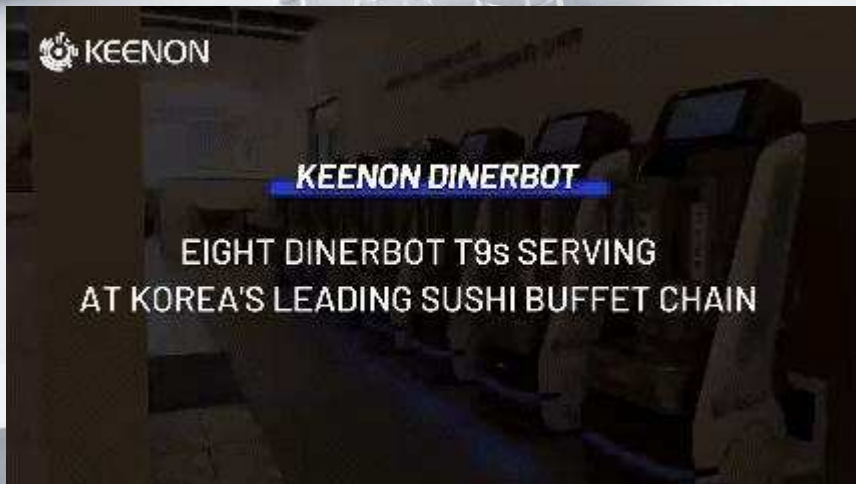 KEENON
KEENON DINERBOT
EIGHT DINERBOT T9s SERVING
AT KOREA'S LEADING SUSHI BUFFET CHAIN